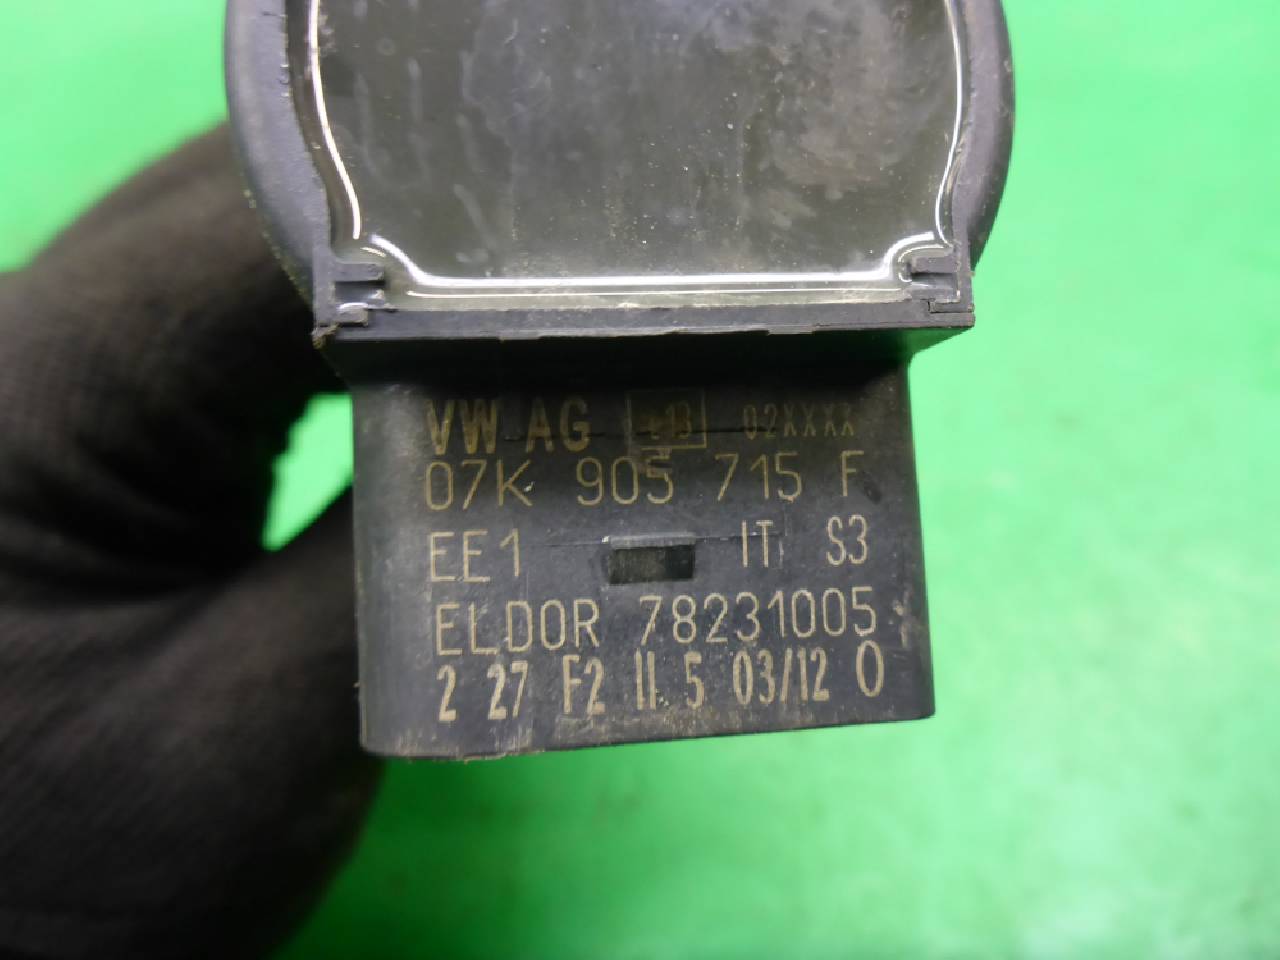 VW AG e13 02XXXX
07K 905 715 F
EE1 IT S3
ELDOR 78231005
2 27 F2 II 5 03/12 0